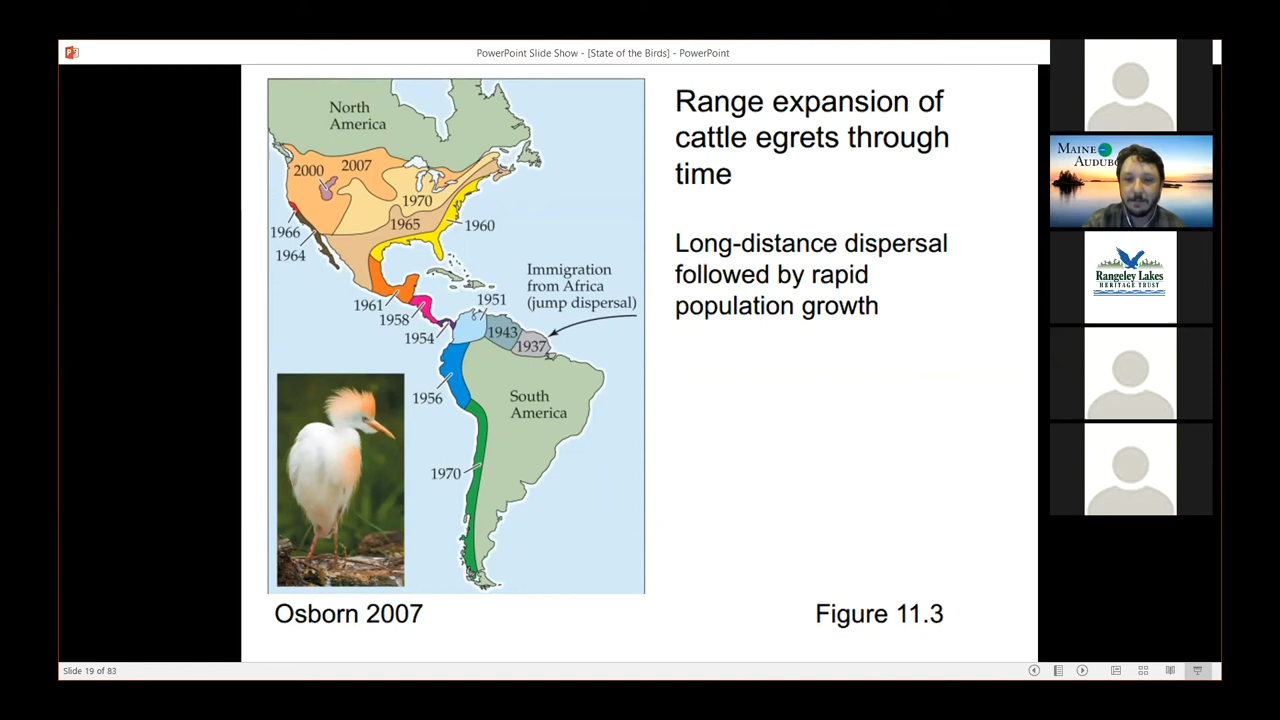 PowerPoint Slide Show - [State of the Birds] - PowerPoint
North
America
2000
2007
1970
1965
1960
1966
1964
Immigration
from Africa
(jump dispersal)
1961
1958
1954
1951
1943
1937
1956
South
America
1970
Range expansion of
cattle egrets through
time
Long-distance dispersal
followed by rapid
population growth
Osborn 2007
Figure 11.3
MAINE
AUDUBO
Rangeley Lakes
HERITAGE TRUST
Slide 19 of 83